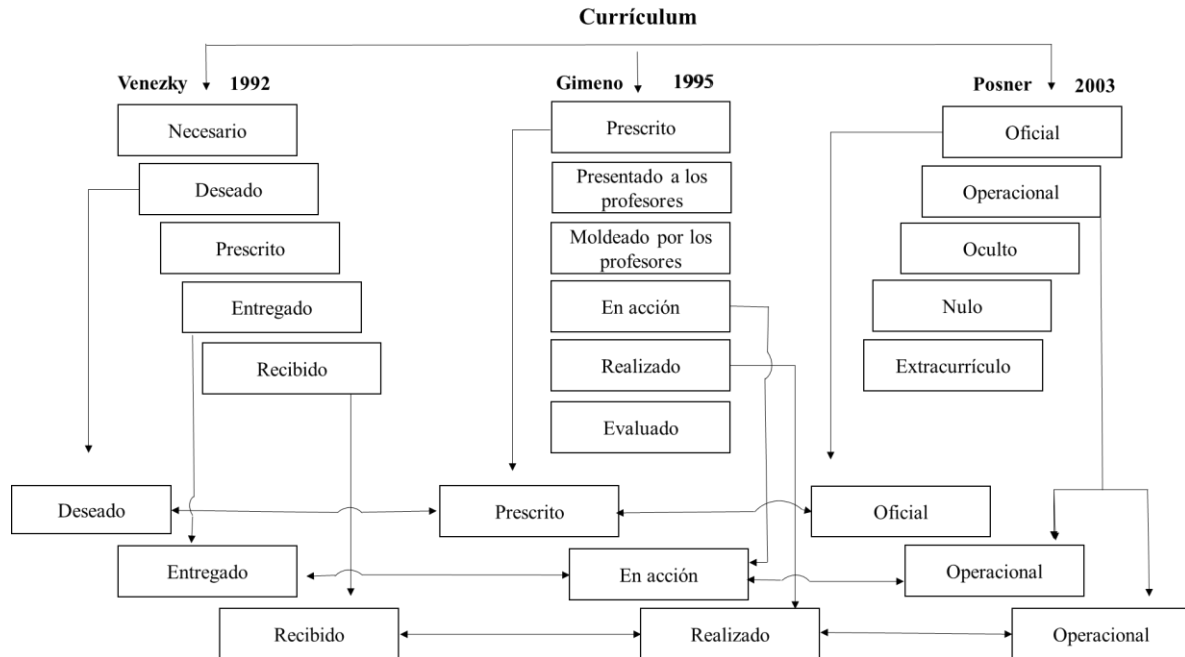 Currículum
Venezky 1992
Gimeno 1995
Posner 2003
Necesario
Deseado
Prescrito
Entregado
Recibido
Prescrito
Presentado a los
profesores
Moldeado por los
profesores
En acción
Realizado
Evaluado
Oficial
Operacional
Oculto
Nulo
Extracurrículo
Deseado
Prescrito
Oficial
Entregado
En acción
Operacional
Recibido
Realizado
Operacional